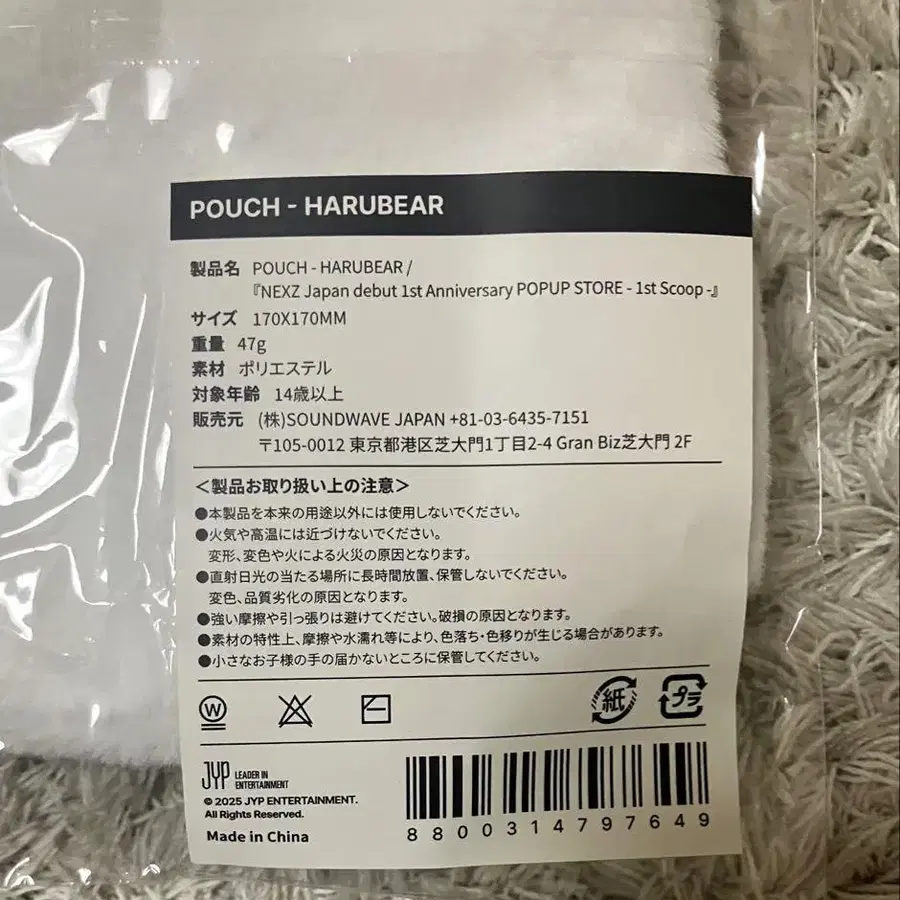 POUCH - HARUBEAR
製品名 POUCH - HARUBEAR /
『NEXZ Japan debut 1st Anniversary POPUP STORE - 1st Scoop -』
サイズ 170X170MM
重量 47g
素材 ポリエステル
対象年齢 14歳以上
販売元 (株)SOUNDWAVE JAPAN +81-03-6435-7151
〒105-0012 東京都港区芝大門1丁目2-4 Gran Biz芝大門 2F
＜製品お取り扱い上の注意＞
●本製品を本来の用途以外には使用しないでください。
●火気や高温には近づけないでください。
変形、変色や火による火災の原因となります。
●直射日光の当たる場所に長時間放置、保管しないでください。
変色、品質劣化の原因となります。
●強い摩擦や引っ張りは避けてください。破損の原因となります。
●素材の特性上、摩擦や水濡れ等により、色落ち・色移りが生じる場合があります。
●小さなお子様の手の届かないところに保管してください。
W
紙 プラ
JYP LEADER IN
ENTERTAINMENT
© 2025 JYP ENTERTAINMENT.
All Rights Reserved.
Made in China
8800314797649